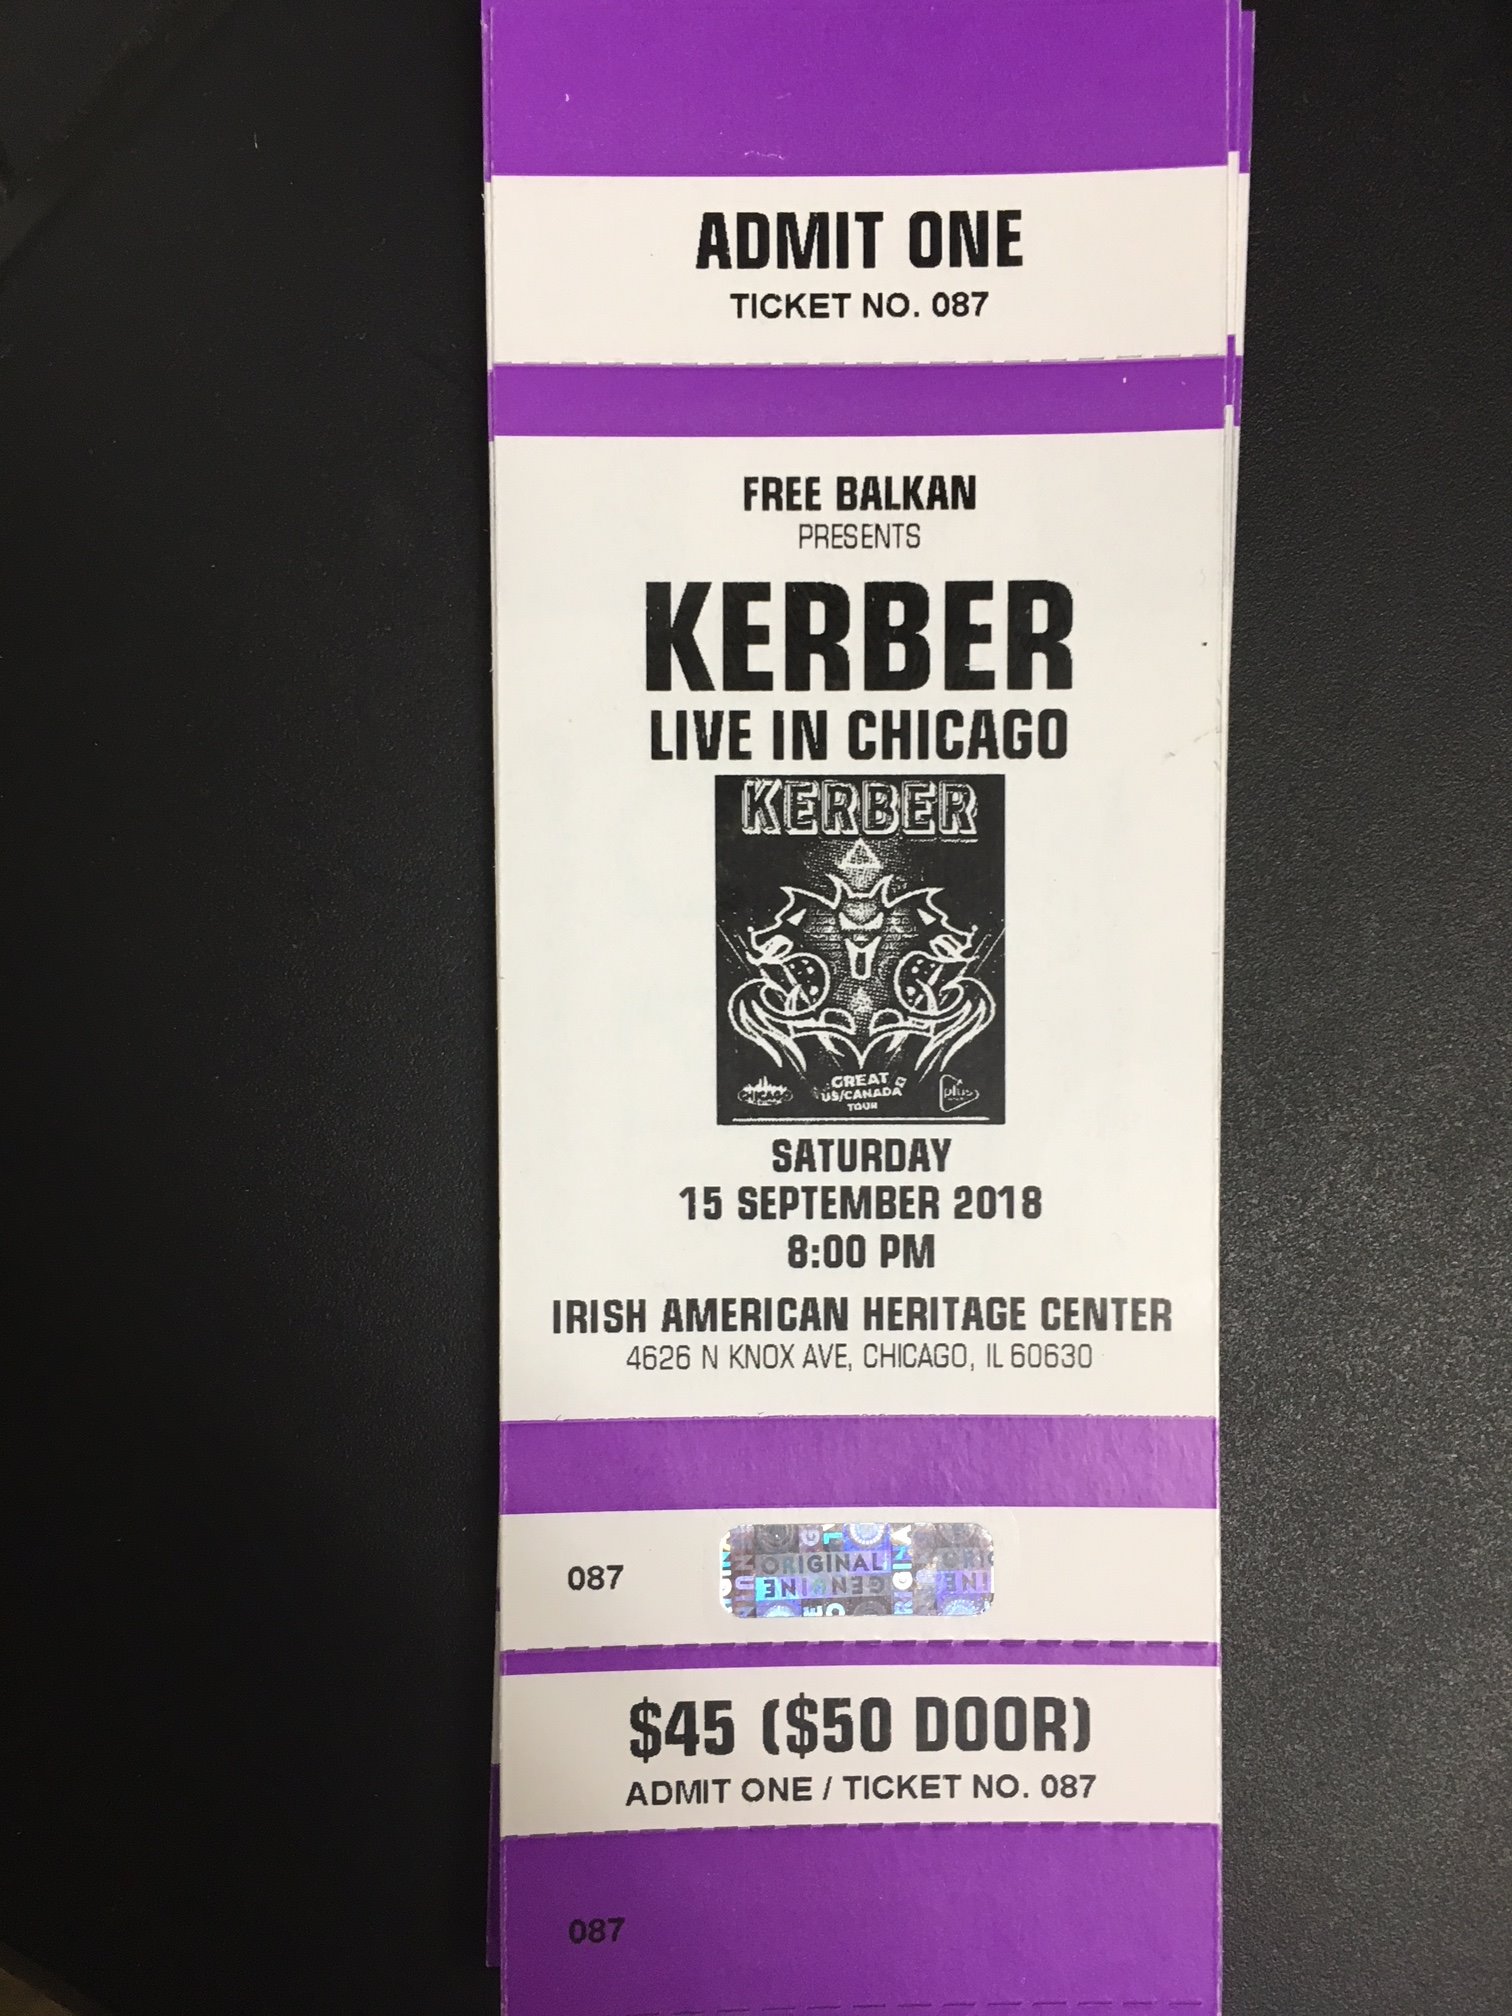 ADMIT ONE
TICKET NO. 087
FREE BALKAN
PRESENTS
KERBER
LIVE IN CHICAGO
KERBER
CHICAGO
GREAT
US/CANADA
TOUR
plus
SATURDAY
15 SEPTEMBER 2018
8:00 PM
IRISH AMERICAN HERITAGE CENTER
4626 N KNOX AVE, CHICAGO, IL 60630
087
ORIGINAL
GENUINE
$45 ($50 DOOR)
ADMIT ONE / TICKET NO. 087
087